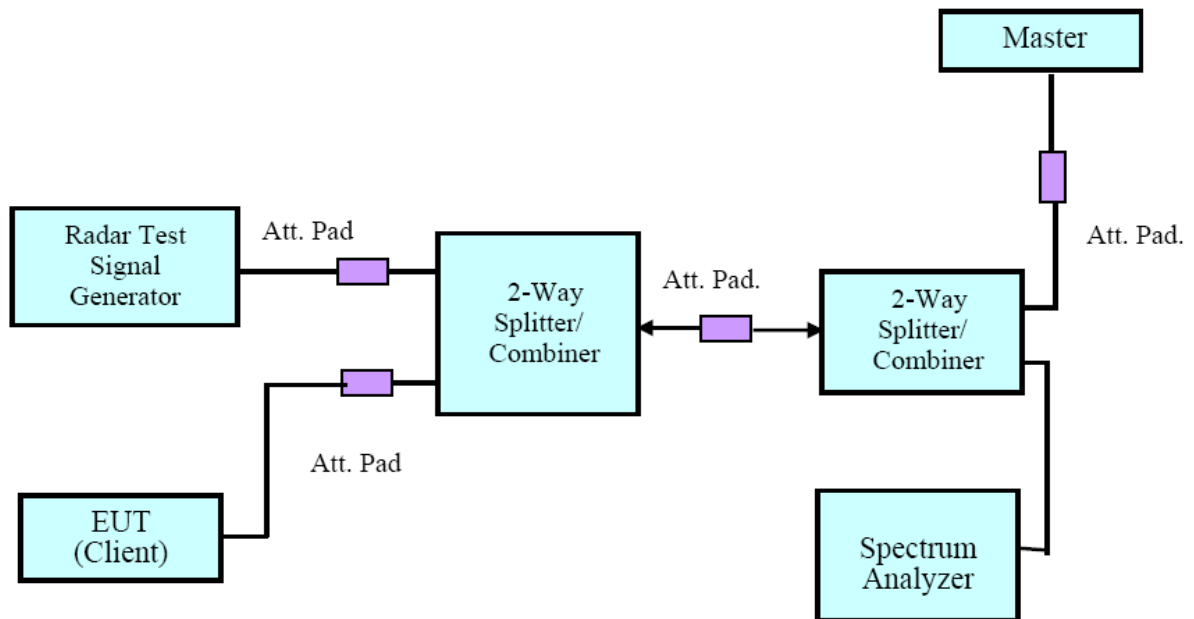 Master
Radar Test
Signal
Generator
Att. Pad
2-Way
Splitter/
Combiner
Att. Pad.
2-Way
Splitter/
Combiner
Att. Pad.
Att. Pad
EUT
(Client)
Spectrum
Analyzer